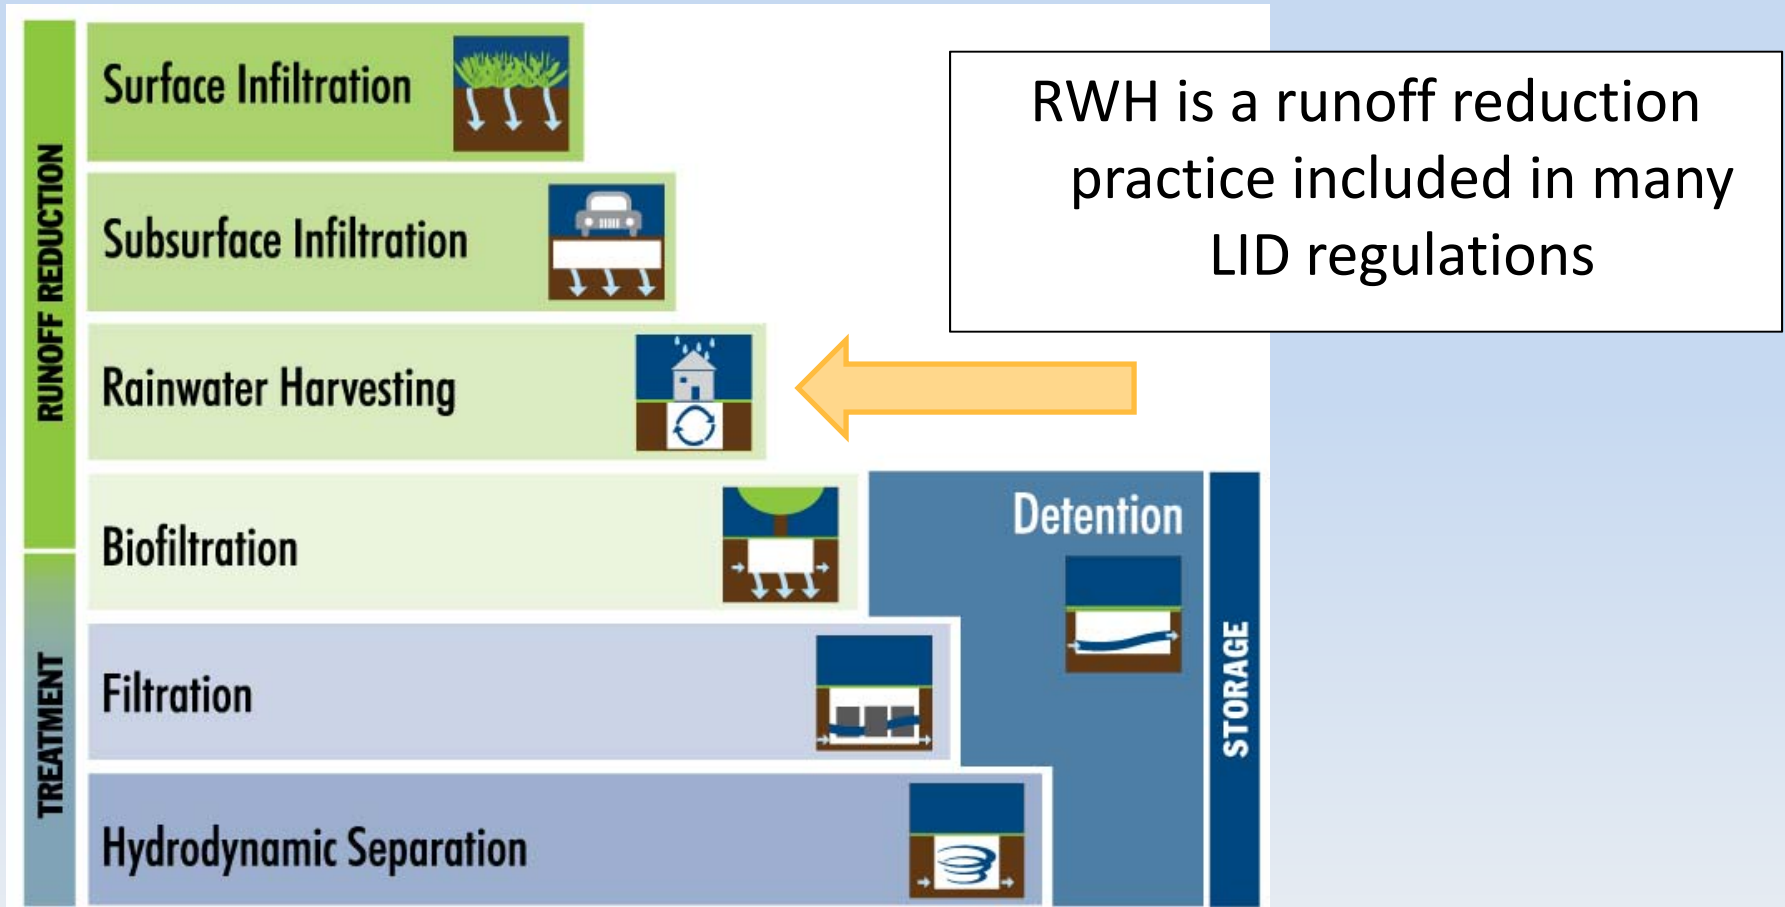 RUNOFF REDUCTION
Surface Infiltration
Subsurface Infiltration
Rainwater Harvesting
RWH is a runoff reduction
practice included in many
LID regulations
Biofiltration
Detention
STORAGE
TREATMENT
Filtration
Hydrodynamic Separation